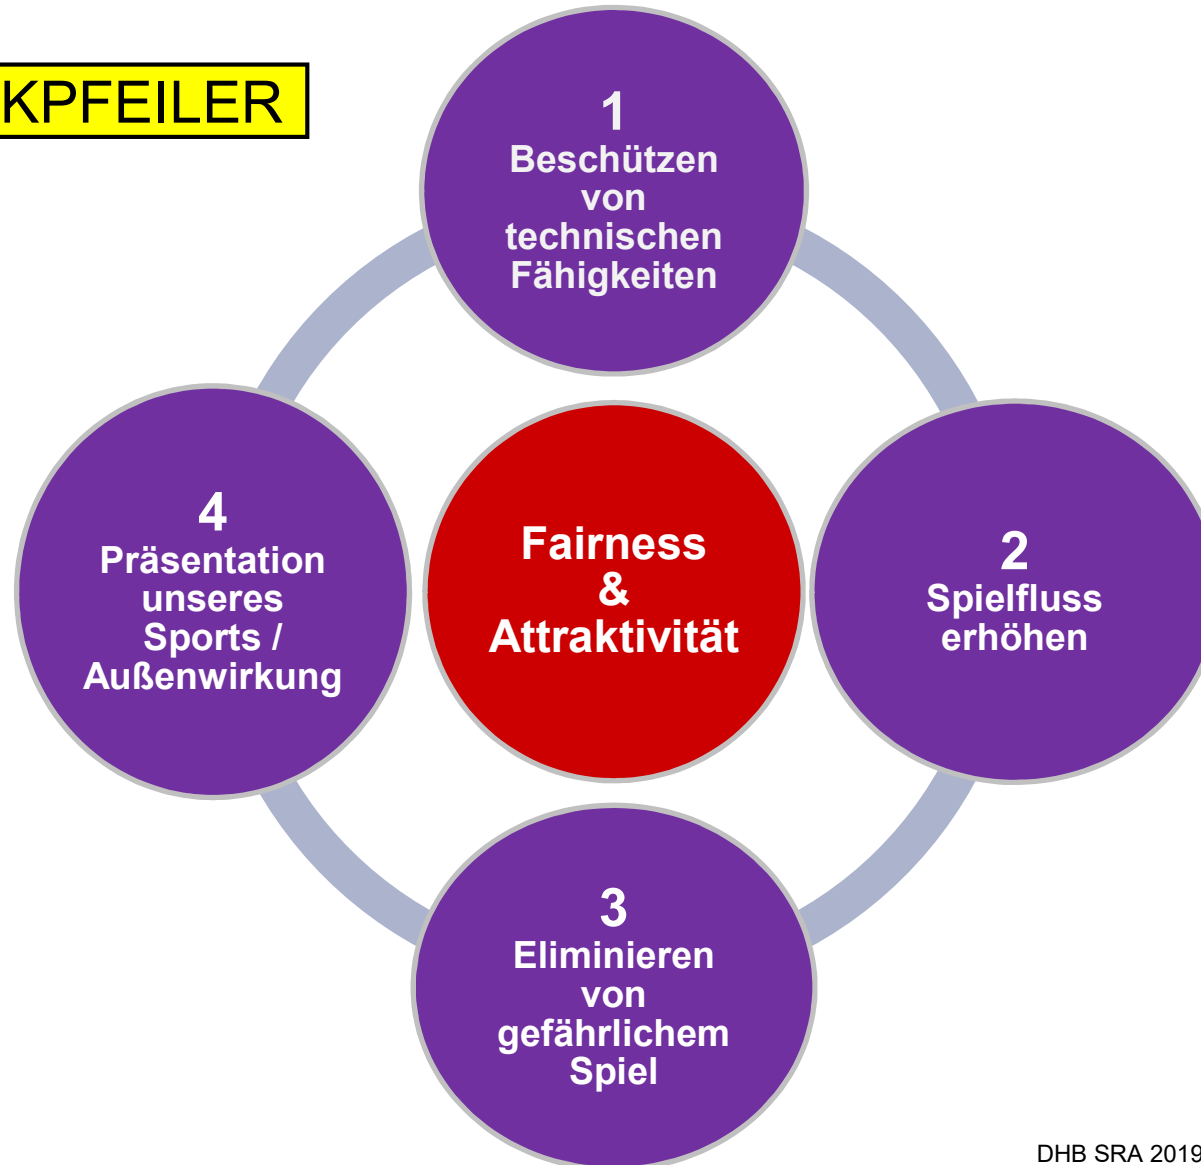 KPFEILER
1
Beschützen
von
technischen
Fähigkeiten
2
Spielfluss
erhöhen
3
Eliminieren
von
gefährlichem
Spiel
4
Präsentation
unseres
Sports /
Außenwirkung
Fairness
&
Attraktivität
DHB SRA 2019